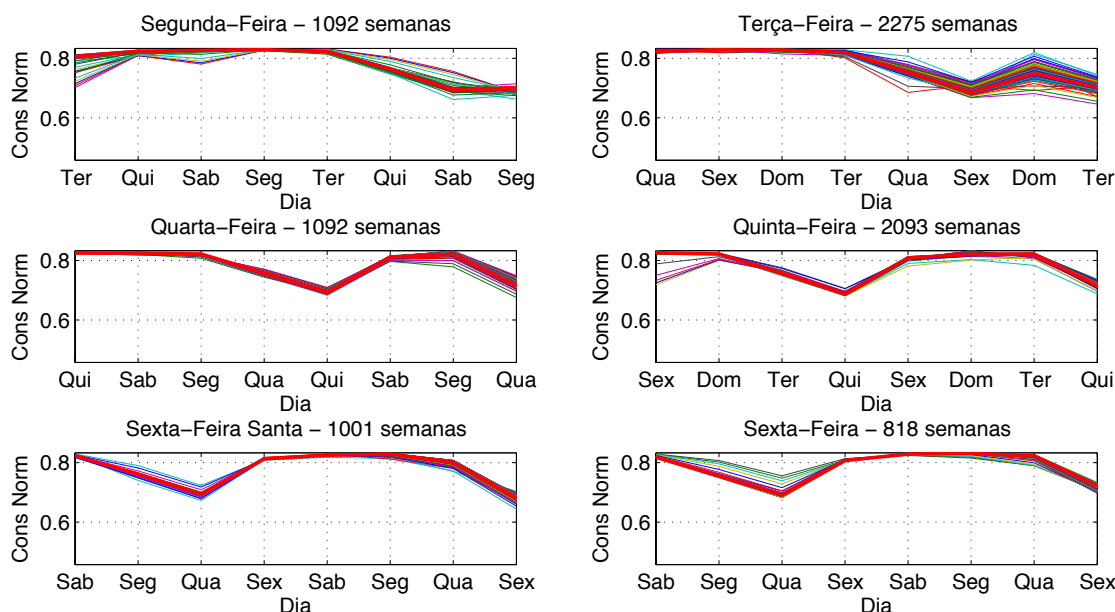 Segunda−Feira − 1092 semanas
Cons Norm
0.8
0.6
Ter Qui Sab Seg Ter Qui Sab Seg
Dia
Terça−Feira − 2275 semanas
Cons Norm
0.8
0.6
Qua Sex Dom Ter Qua Sex Dom Ter
Dia
Quarta−Feira − 1092 semanas
Cons Norm
0.8
0.6
Qui Sab Seg Qua Qui Sab Seg Qua
Dia
Quinta−Feira − 2093 semanas
Cons Norm
0.8
0.6
Sex Dom Ter Qui Sex Dom Ter Qui
Dia
Sexta−Feira Santa − 1001 semanas
Cons Norm
0.8
0.6
Sab Seg Qua Sex Sab Seg Qua Sex
Dia
Sexta−Feira − 818 semanas
Cons Norm
0.8
0.6
Sab Seg Qua Sex Sab Seg Qua Sex
Dia